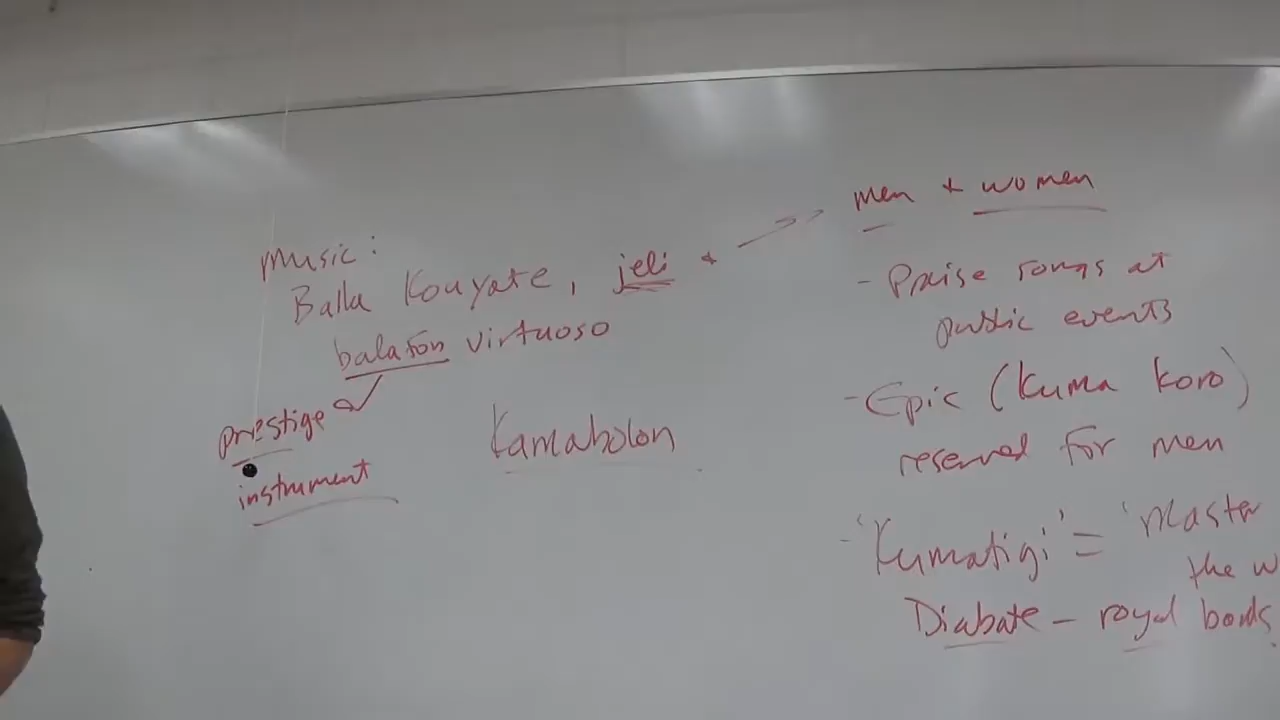 Music:
Balla Kouyate, jeli *
balafon virtuoso
prestige
instrument
Kamabolon
men + women
- Praise songs at
public events
- Epic (Kuma Koro)
reserved for men
- 'Kumatigi' = 'Master
the w
Diabate - royal bards